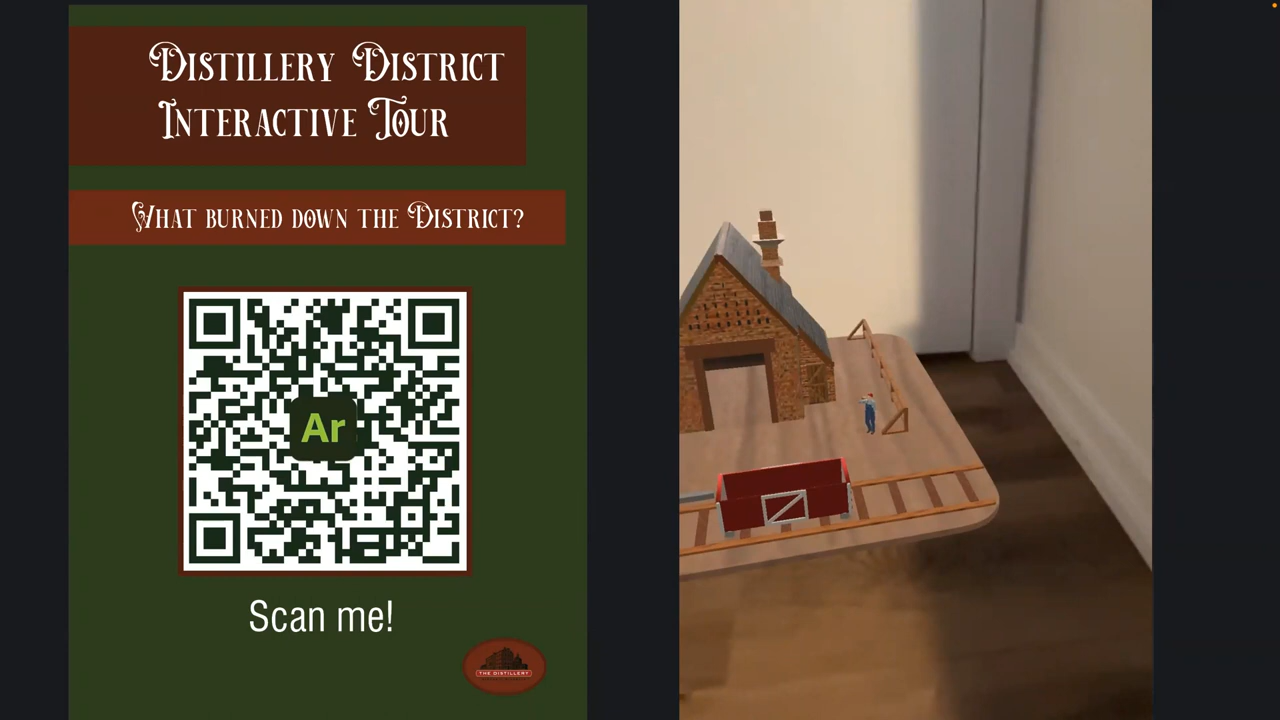 Distillery District
Interactive Tour
What burned down the District?
Ar
Scan me!
THE DISTILLERY